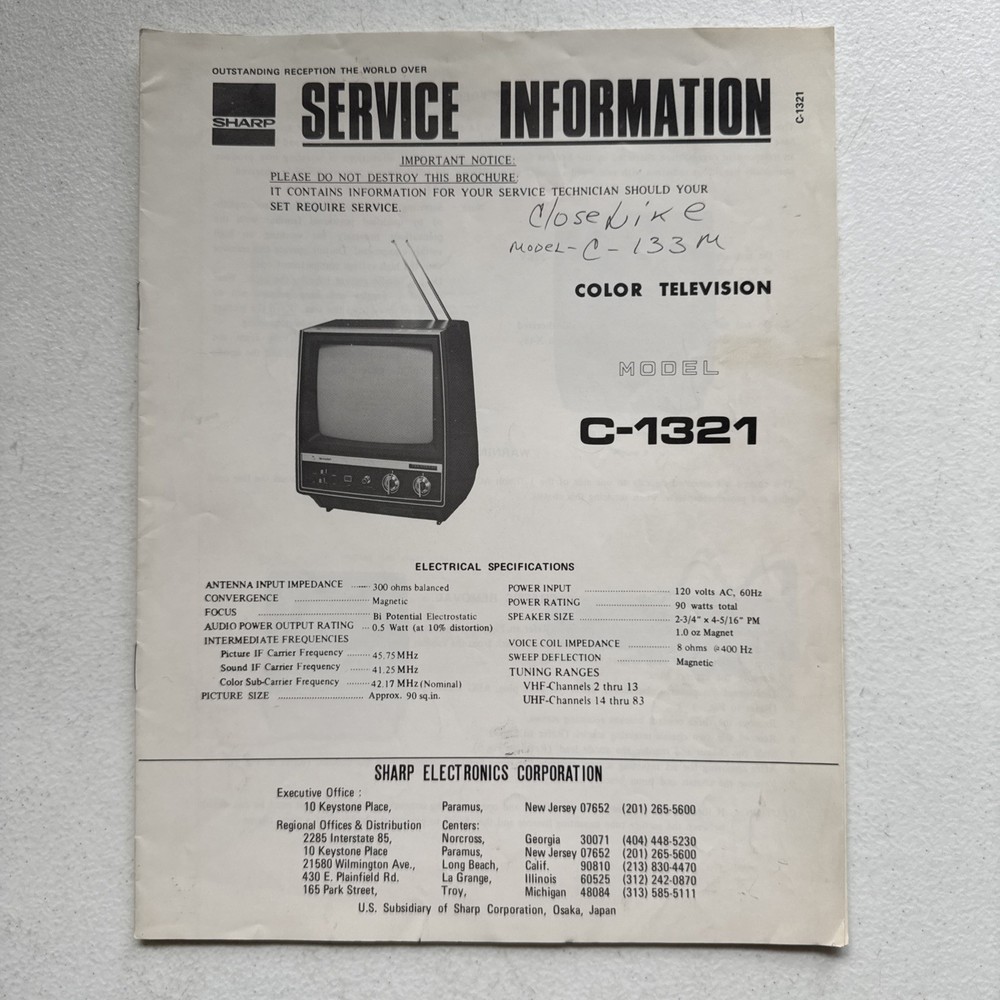 OUTSTANDING RECEPTION THE WORLD OVER
SHARP
SERVICE INFORMATION
C-1321
IMPORTANT NOTICE:
PLEASE DO NOT DESTROY THIS BROCHURE:
IT CONTAINS INFORMATION FOR YOUR SERVICE TECHNICIAN SHOULD YOUR
SET REQUIRE SERVICE.
Close Like
MODEL-C-133M
COLOR TELEVISION
MODEL
C-1321
ELECTRICAL SPECIFICATIONS
ANTENNA INPUT IMPEDANCE ...... 300 ohms balanced
CONVERGENCE .................... Magnetic
FOCUS .................... Bi Potential Electrostatic
AUDIO POWER OUTPUT RATING ... 0.5 Watt (at 10% distortion)
INTERMEDIATE FREQUENCIES
Picture IF Carrier Frequency ........ 45.75 MHz
Sound IF Carrier Frequency ...... 41.25 MHz
Color Sub-Carrier Frequency ........ 42.17 MHz (Nominal)
PICTURE SIZE .................... Approx. 90 sq.in.
POWER INPUT .................... 120 volts AC, 60Hz
POWER RATING .................... 90 watts total
SPEAKER SIZE .................... 2-3/4" x 4-5/16" PM
1.0 oz Magnet
VOICE COIL IMPEDANCE .................... 8 ohms @400 Hz
SWEEP DEFLECTION .................... Magnetic
TUNING RANGES
VHF-Channels 2 thru 13
UHF-Channels 14 thru 83
SHARP ELECTRONICS CORPORATION
Executive Office :
10 Keystone Place, Paramus, New Jersey 07652 (201) 265-5600
Regional Offices & Distribution Centers:
2285 Interstate 85, Norcross, Georgia 30071 (404) 448-5230
10 Keystone Place Paramus, New Jersey 07652 (201) 265-5600
21580 Wilmington Ave., Long Beach, Calif. 90810 (213) 830-4470
430 E. Plainfield Rd. La Grange, Illinois 60525 (312) 242-0870
165 Park Street, Troy, Michigan 48084 (313) 585-5111
U.S. Subsidiary of Sharp Corporation, Osaka, Japan